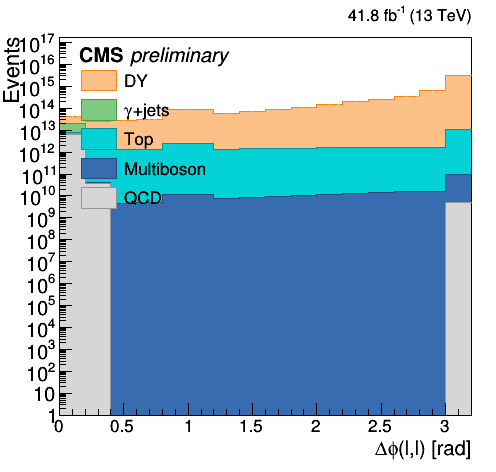 41.8 fb⁻¹ (13 TeV)
Events
CMS preliminary
DY
γ+jets
Top
Multiboson
QCD
10¹⁷
10¹⁶
10¹⁵
10¹⁴
10¹³
10¹²
10¹¹
10¹⁰
10⁹
10⁸
10⁷
10⁶
10⁵
10⁴
10³
10²
10
1
0 0.5 1 1.5 2 2.5 3
Δϕ(l,l) [rad]